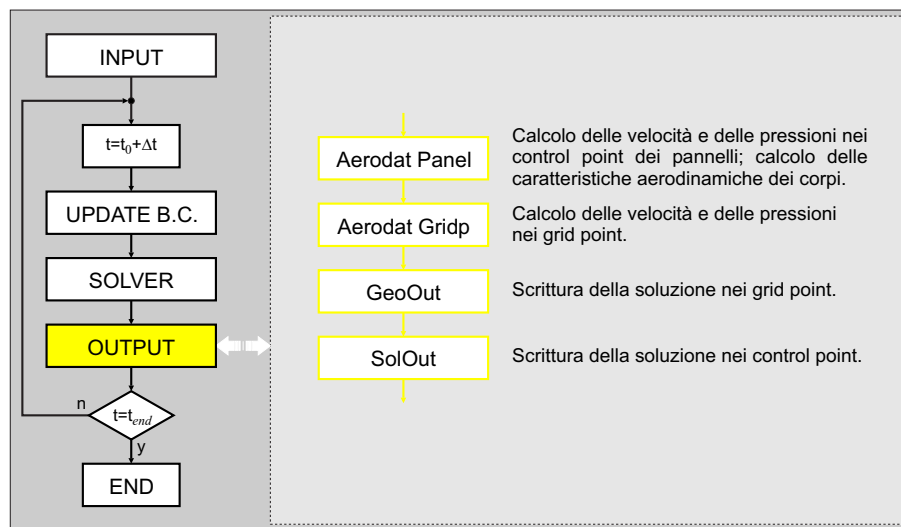 INPUT
t=t0+Δt
UPDATE B.C.
SOLVER
OUTPUT
n
t=tend
y
END
Aerodat Panel
Calcolo delle velocità e delle pressioni nei
control point dei pannelli; calcolo delle
caratteristiche aerodinamiche dei corpi.
Aerodat Gridp
Calcolo delle velocità e delle pressioni
nei grid point.
GeoOut
Scrittura della soluzione nei grid point.
SolOut
Scrittura della soluzione nei control point.